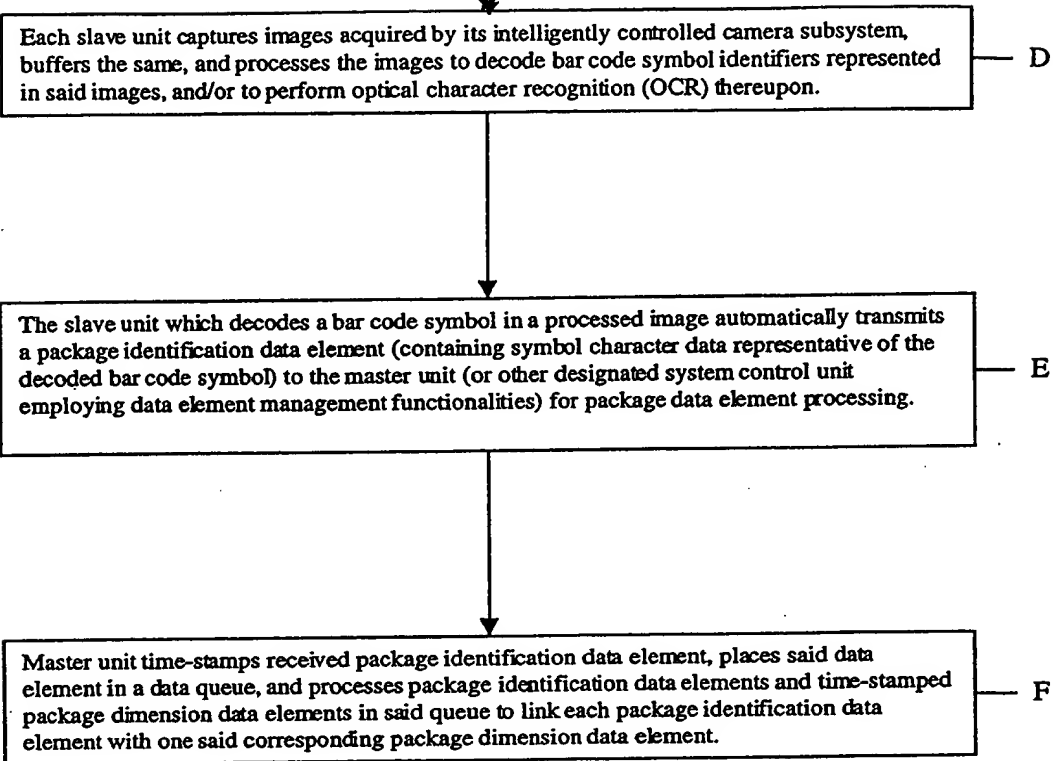 Each slave unit captures images acquired by its intelligently controlled camera subsystem,
buffers the same, and processes the images to decode bar code symbol identifiers represented
in said images, and/or to perform optical character recognition (OCR) thereupon.
D
The slave unit which decodes a bar code symbol in a processed image automatically transmits
a package identification data element (containing symbol character data representative of the
decoded bar code symbol) to the master unit (or other designated system control unit
employing data element management functionalities) for package data element processing.
E
Master unit time-stamps received package identification data element, places said data
element in a data queue, and processes package identification data elements and time-stamped
package dimension data elements in said queue to link each package identification data
element with one said corresponding package dimension data element.
F